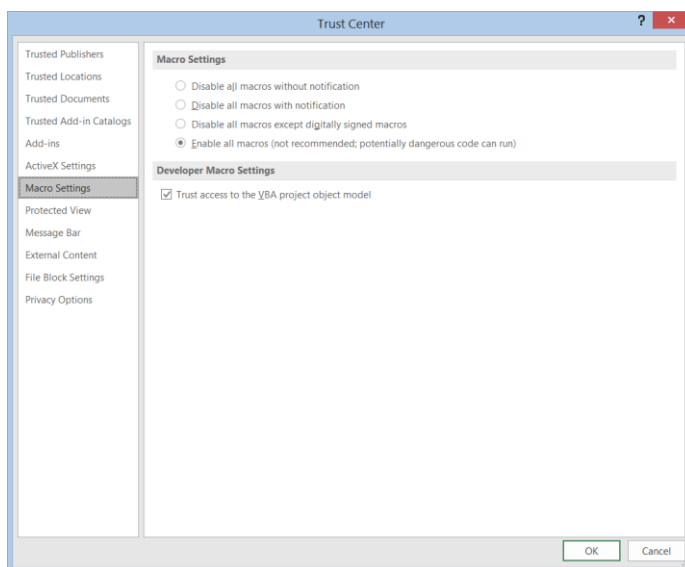 Trust Center
?
Trusted Publishers
Trusted Locations
Trusted Documents
Trusted Add-in Catalogs
Add-ins
ActiveX Settings
Macro Settings
Protected View
Message Bar
External Content
File Block Settings
Privacy Options
Macro Settings
Disable all macros without notification
Disable all macros with notification
Disable all macros except digitally signed macros
Enable all macros (not recommended; potentially dangerous code can run)
Developer Macro Settings
Trust access to the VBA project object model
OK
Cancel